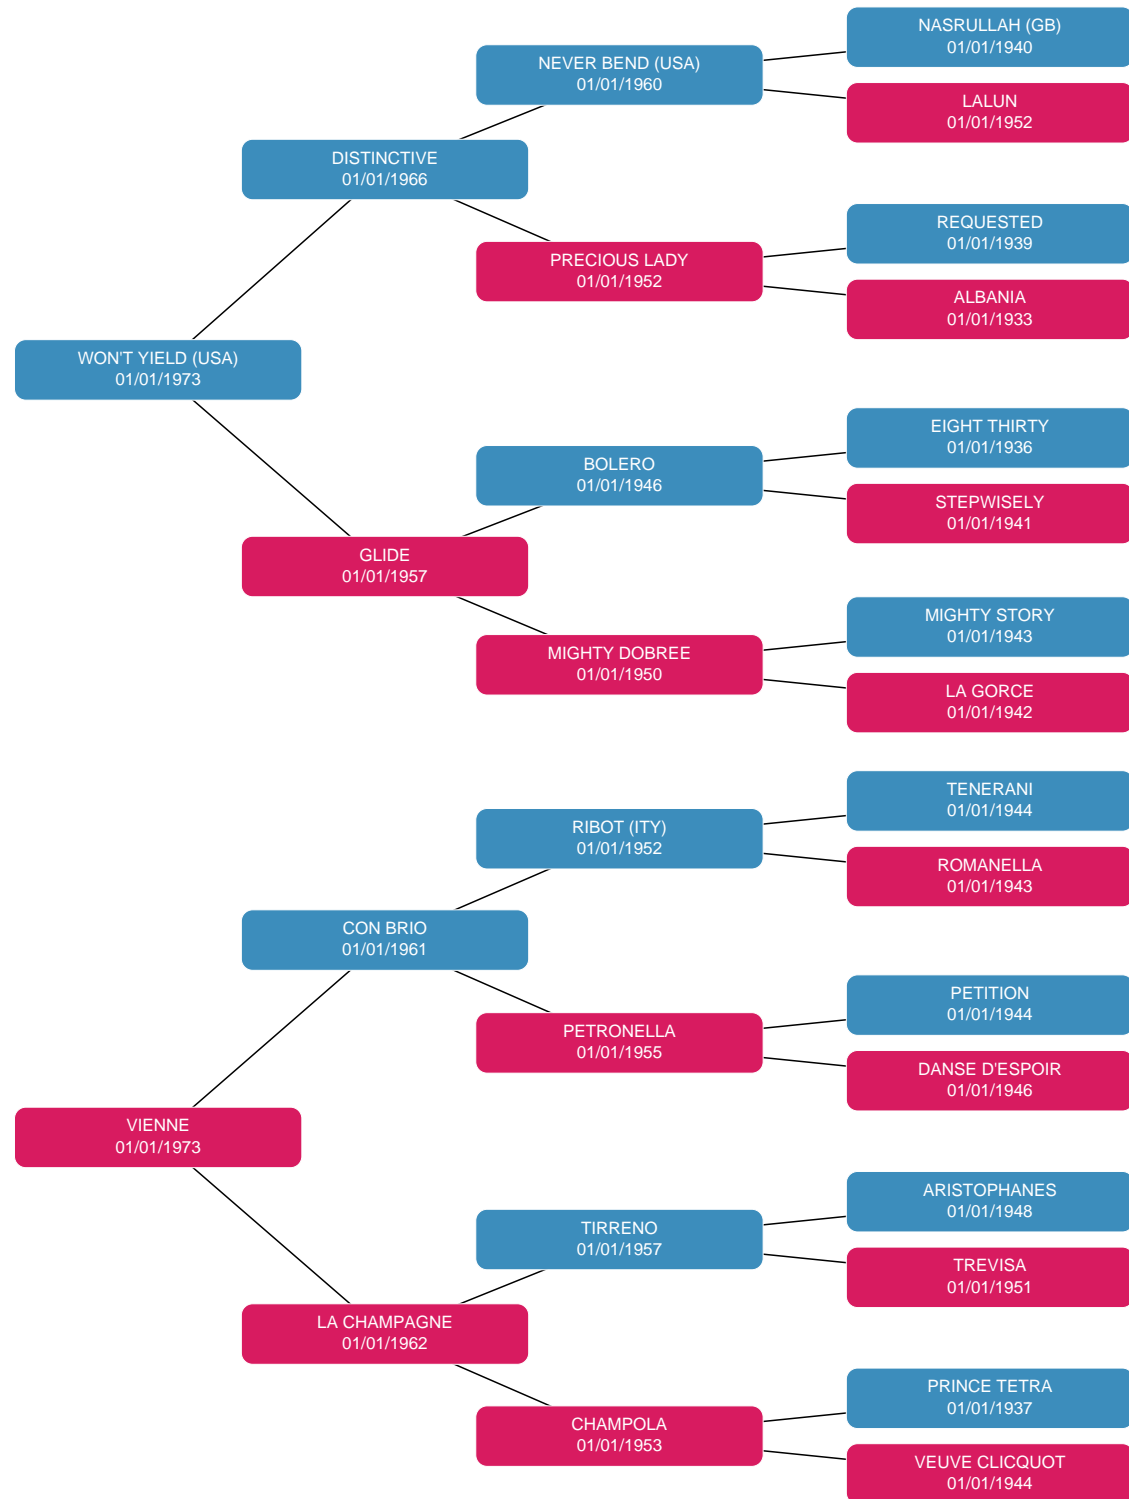 NASRULLAH (GB)
01/01/1940
NEVER BEND (USA)
01/01/1960
LALUN
01/01/1952
DISTINCTIVE
01/01/1966
REQUESTED
01/01/1939
PRECIOUS LADY
01/01/1952
ALBANIA
01/01/1933
WON'T YIELD (USA)
01/01/1973
EIGHT THIRTY
01/01/1936
BOLERO
01/01/1946
STEPWISELY
01/01/1941
GLIDE
01/01/1957
MIGHTY STORY
01/01/1943
MIGHTY DOBREE
01/01/1950
LA GORCE
01/01/1942
TENERANI
01/01/1944
RIBOT (ITY)
01/01/1952
ROMANELLA
01/01/1943
CON BRIO
01/01/1961
PETITION
01/01/1944
PETRONELLA
01/01/1955
DANSE D'ESPOIR
01/01/1946
VIENNE
01/01/1973
ARISTOPHANES
01/01/1948
TIRRENO
01/01/1957
TREVISA
01/01/1951
LA CHAMPAGNE
01/01/1962
PRINCE TETRA
01/01/1937
CHAMPOLA
01/01/1953
VEUVE CLICQUOT
01/01/1944